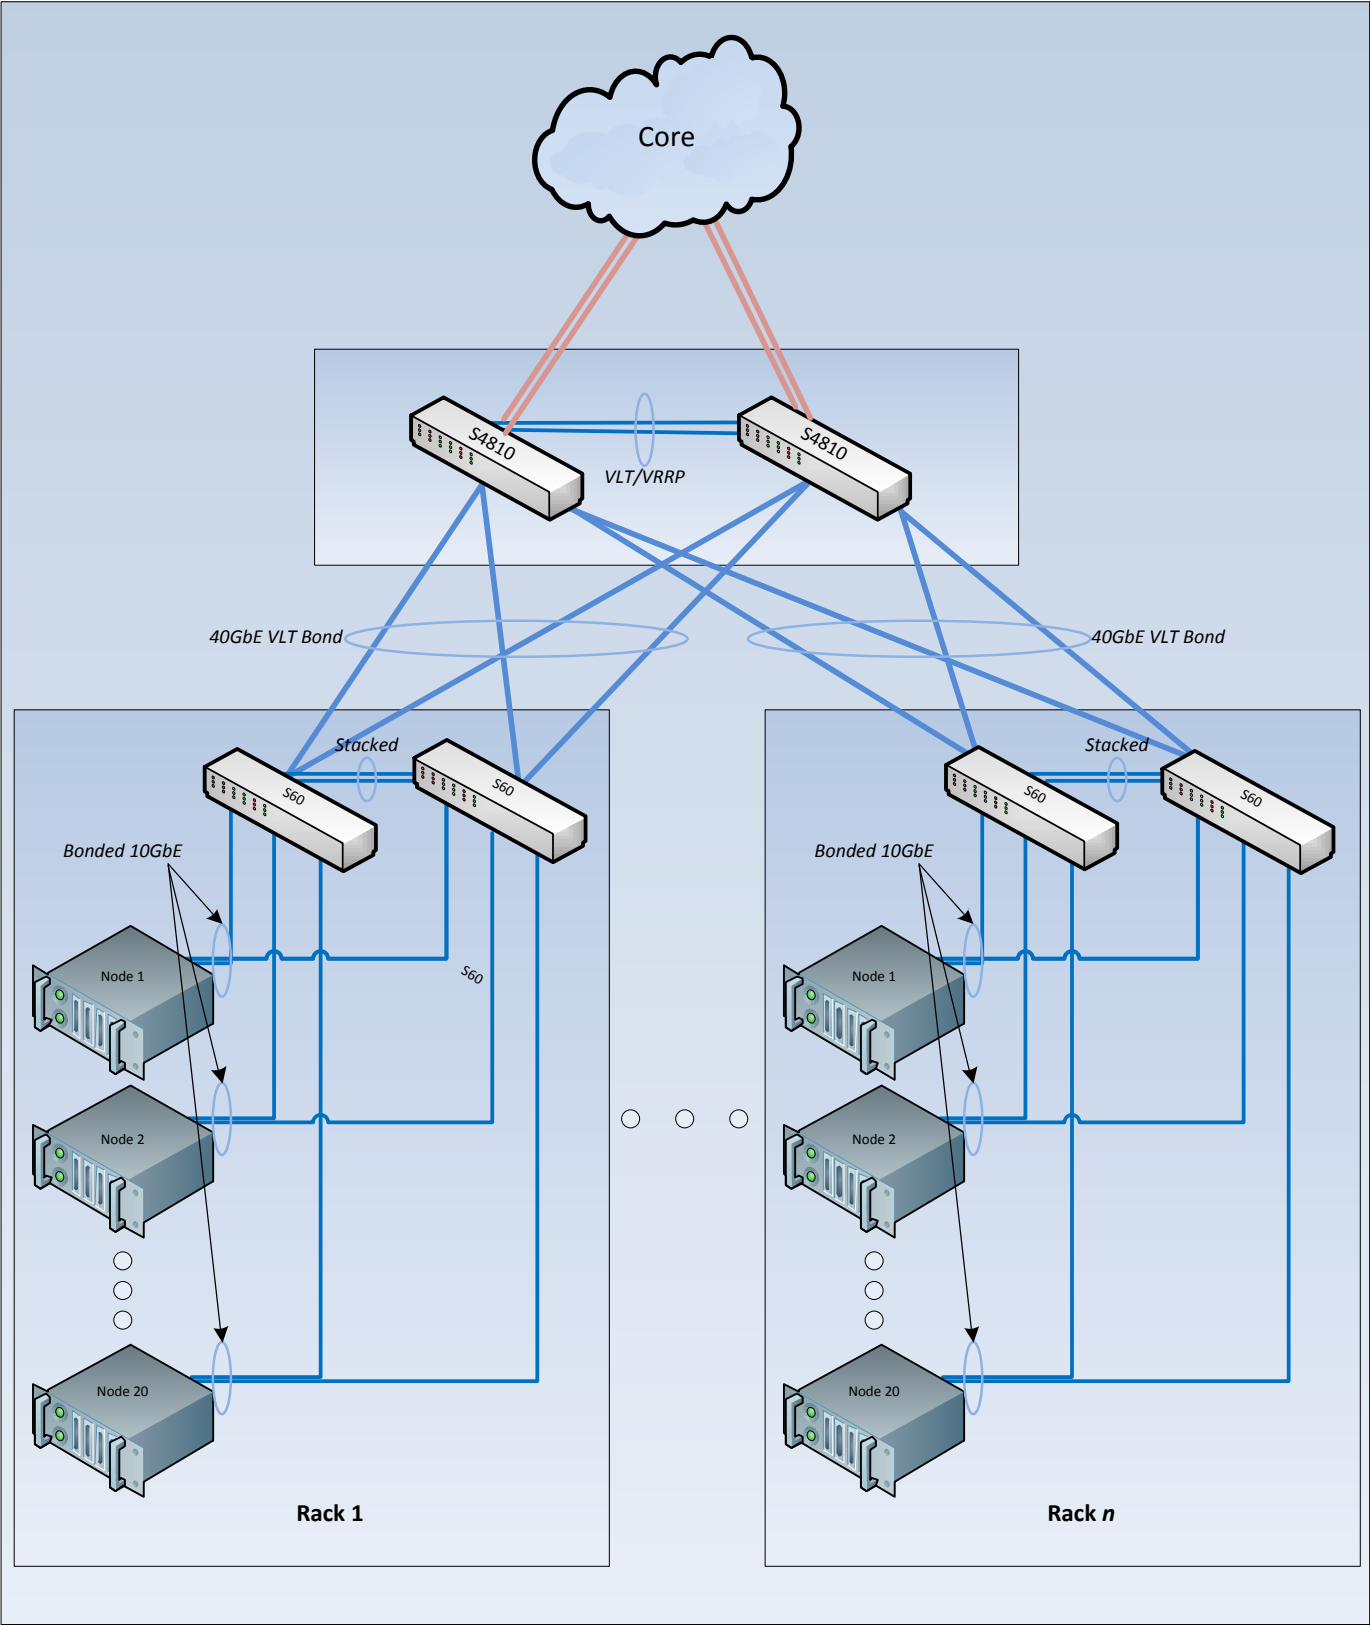 Core
S4810
S4810
VLT/VRRP
40GbE VLT Bond
40GbE VLT Bond
Stacked
S60
S60
Stacked
S60
S60
Bonded 10GbE
Bonded 10GbE
Node 1
S60
Node 1
Node 2
Node 2
Node 20
Node 20
Rack 1
Rack n